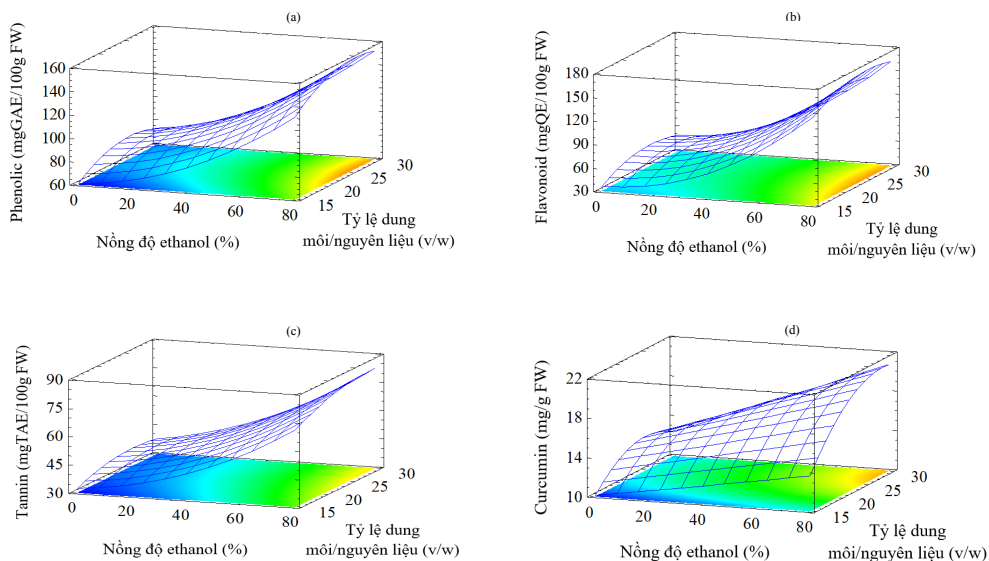 (a)
Phenolic (mgGAE/100g FW)
160
140
120
100
80
60
0
20
40
60
80
15
20
25
30
Nồng độ ethanol (%)
Tỷ lệ dung
môi/nguyên liệu (v/w)
(b)
Flavonoid (mgQE/100g FW)
180
150
120
90
60
30
0
20
40
60
80
15
20
25
30
Nồng độ ethanol (%)
Tỷ lệ dung
môi/nguyên liệu (v/w)
(c)
Tannin (mgTAE/100g FW)
90
75
60
45
30
0
20
40
60
80
15
20
25
30
Nồng độ ethanol (%)
Tỷ lệ dung
môi/nguyên liệu (v/w)
(d)
Curcumin (mg/g FW)
22
18
14
10
0
20
40
60
80
15
20
25
30
Nồng độ ethanol (%)
Tỷ lệ dung
môi/nguyên liệu (v/w)